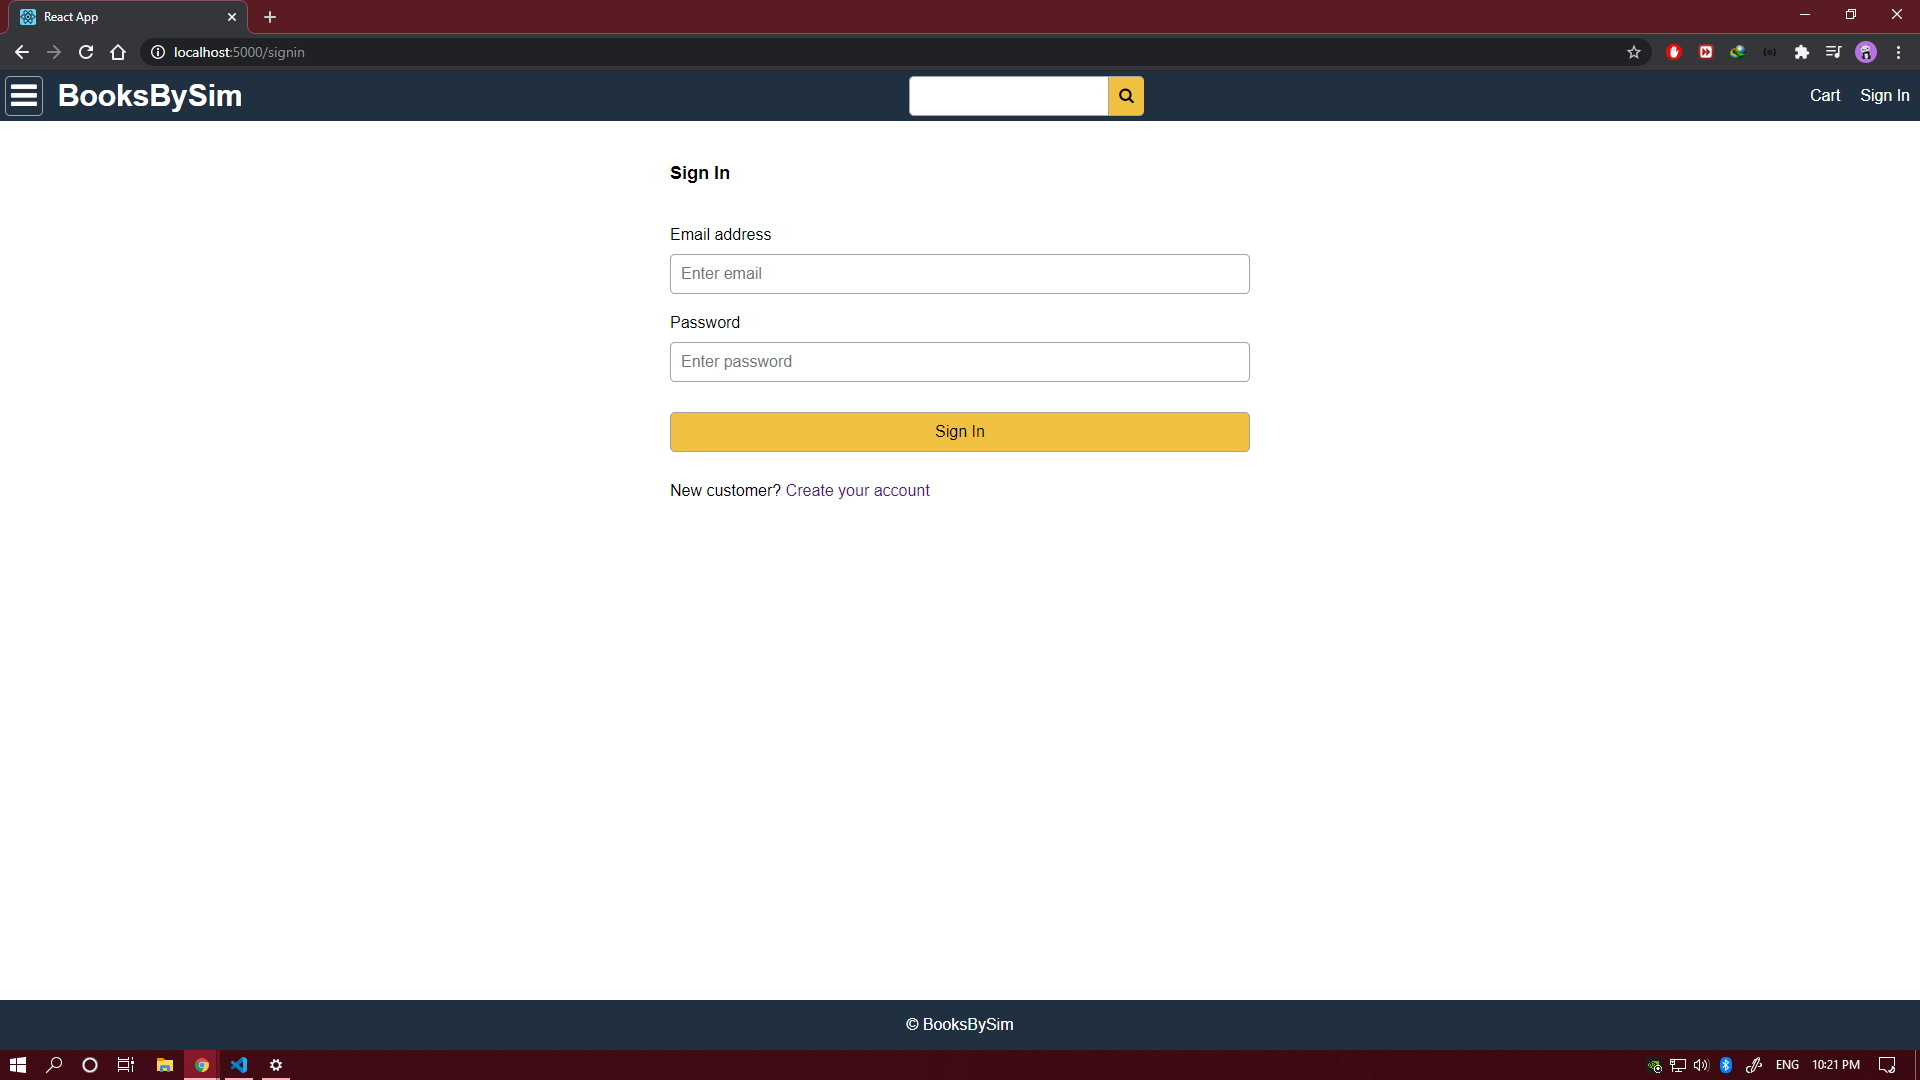 React App
localhost:5000/signin
BooksBySim
Cart
Sign In
Sign In
Email address
Enter email
Password
Enter password
Sign In
New customer? Create your account
© BooksBySim
ENG
10:21 PM